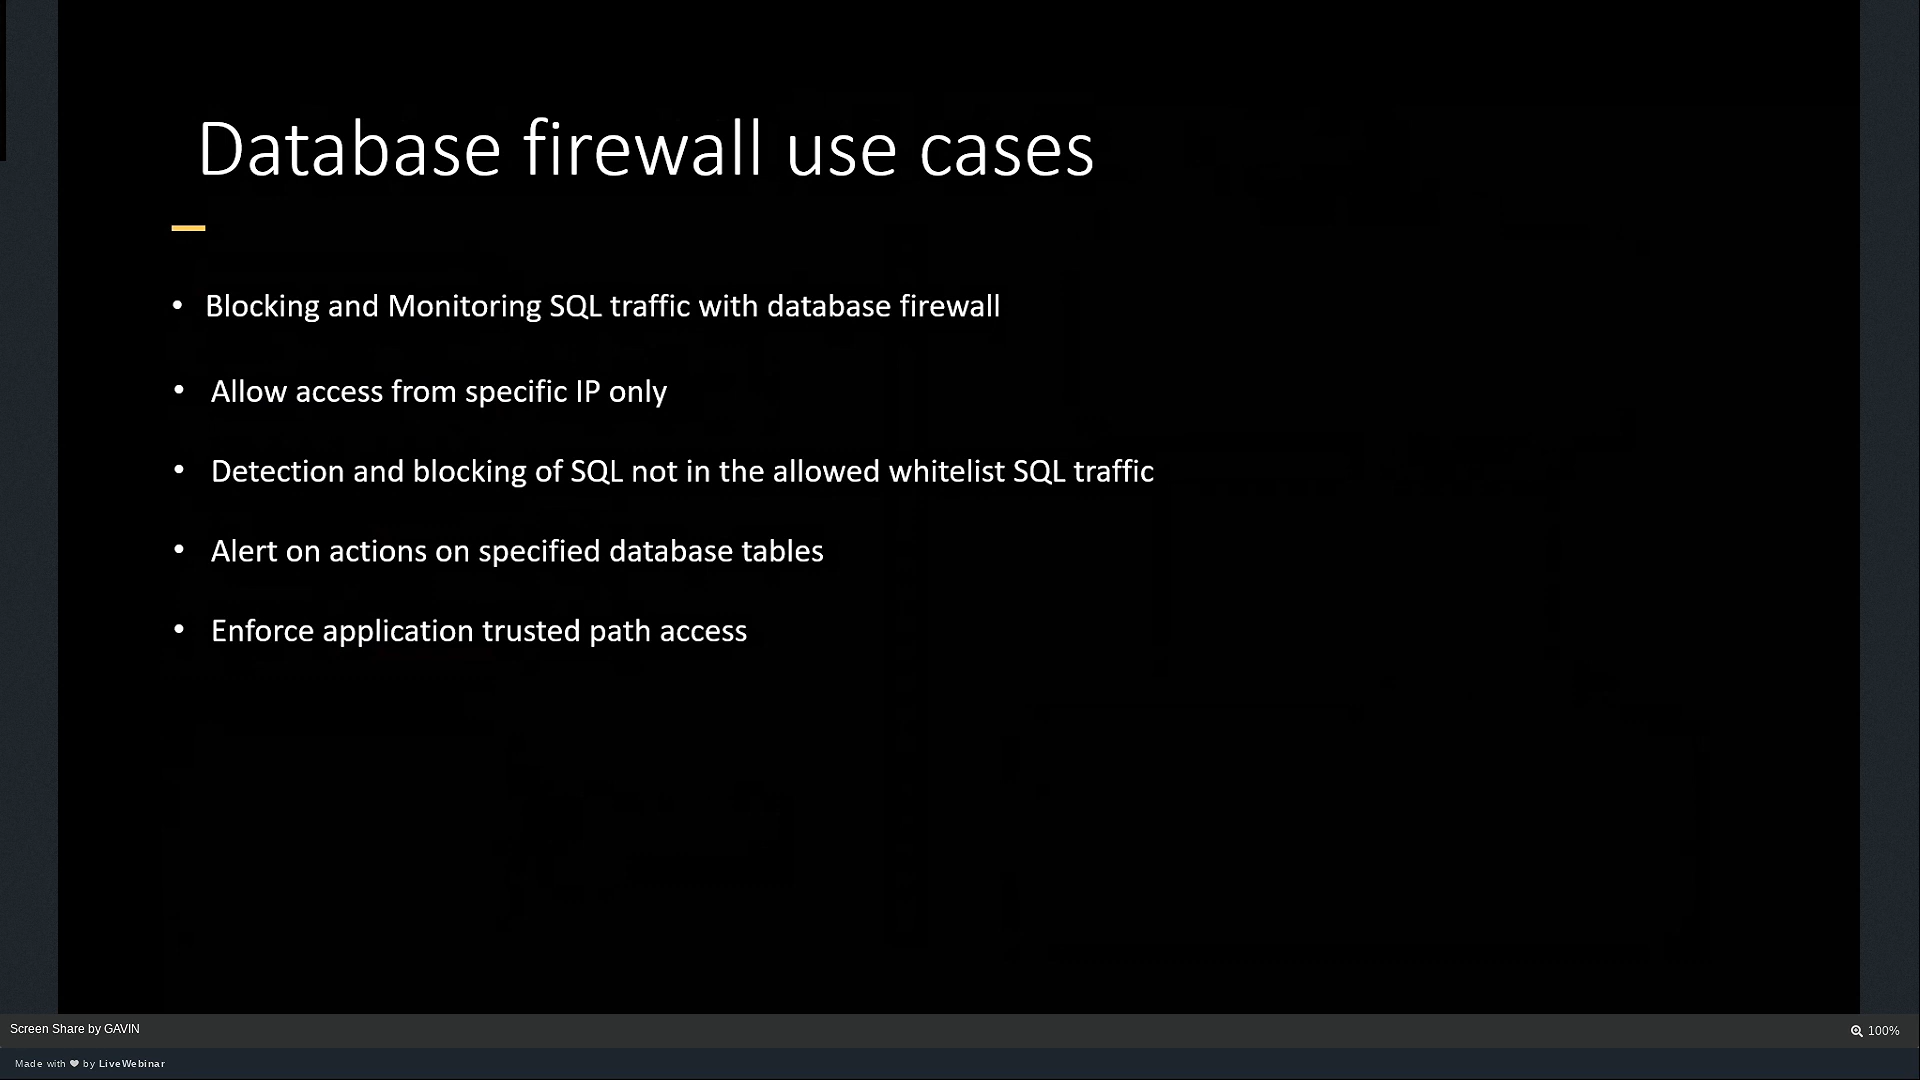 Database firewall use cases
• Blocking and Monitoring SQL traffic with database firewall
• Allow access from specific IP only
• Detection and blocking of SQL not in the allowed whitelist SQL traffic
• Alert on actions on specified database tables
• Enforce application trusted path access
Screen Share by GAVIN
100%
Made with ♥ by LiveWebinar